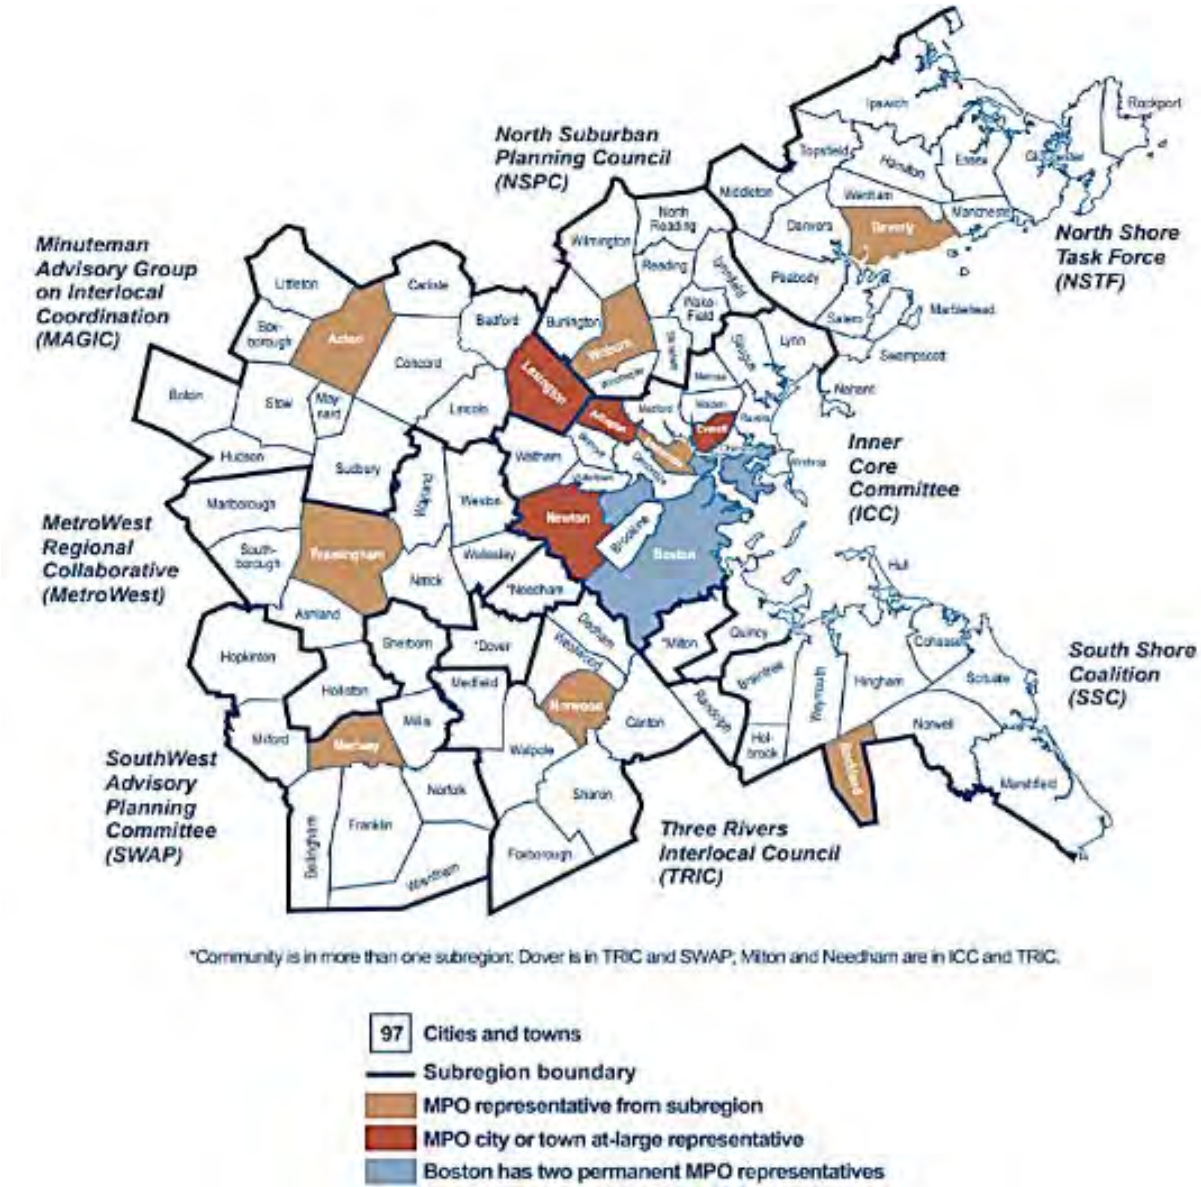 North Suburban
Planning Council
(NSPC)
Minuteman
Advisory Group
on Interlocal
Coordination
(MAGIC)
North Shore
Task Force
(NSTF)
Inner
Core
Committee
(ICC)
MetroWest
Regional
Collaborative
(MetroWest)
South Shore
Coalition
(SSC)
SouthWest
Advisory
Planning
Committee
(SWAP)
Three Rivers
Interlocal Council
(TRIC)
Ipswich
Rockport
Topsfield
Hamilton
Essex
Gloucester
Middleton
Wenham
Manchester
Danvers
Beverly
North
Reading
Wilmington
Reading
Lynnfield
Peabody
Marblehead
Salem
Swampscott
Lynn
Nahant
Saugus
Wake-
Field
Burlington
Woburn
Winchester
Melrose
Littleton
Carlisle
Bedford
Box-
borough
Acton
Concord
Lexington
Arlington
Medford
Malden
Everett
Revere
Winthrop
Bolton
Stow
May-
nard
Lincoln
Hudson
Sudbury
Waltham
Belmont
Watertown
Cambridge
Marlborough
Wayland
Weston
Newton
Brookline
Boston
South-
borough
Framingham
Natick
Wellesley
*Needham
Ashland
Sherborn
*Dover
Dedham
Westwood
*Milton
Quincy
Hull
Hopkinton
Holliston
Medfield
Norwood
Canton
Randolph
Braintree
Weymouth
Hingham
Cohasset
Scituate
Milford
Medway
Millis
Walpole
Hol-
brook
Norwell
Rockland
Marshfield
Norfolk
Sharon
Franklin
Bellingham
Wrentham
Foxborough
*Community is in more than one subregion: Dover is in TRIC and SWAP; Milton and Needham are in ICC and TRIC.
97 Cities and towns
Subregion boundary
MPO representative from subregion
MPO city or town at-large representative
Boston has two permanent MPO representatives